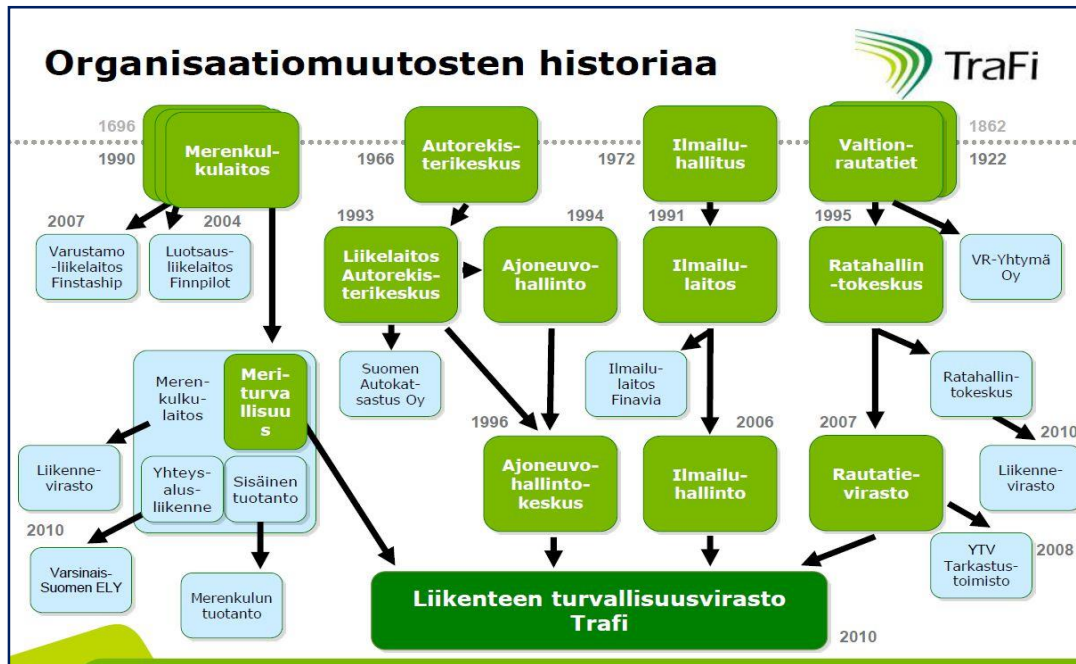 Organisaatiomuutosten historiaa
TraFi
1696
1990
Merenkul-
kulaitos
1966
Autorekis-
terikeskus
1972
Ilmailu-
hallitus
Valtion-
rautatiet
1862
1922
2007
Varustamo
-liikelaitos
Finstaship
2004
Luotsaus-
liikelaitos
Finnpilot
1993
Liikelaitos
Autorekis-
terikeskus
1994
Ajoneuvo-
hallinto
1991
Ilmailu-
laitos
1995
Ratahallin
-tokeskus
VR-Yhtymä
Oy
Meren-
kulku-
laitos
Meri-
turva
llisuu
s
Suomen
Autokat-
sastus Oy
Ilmailu-
laitos
Finavia
Ratahallin-
tokeskus
Liikenne-
virasto
Yhteys-
alus-
liikenne
Sisäinen
tuotanto
1996
Ajoneuvo-
hallinto-
keskus
2006
Ilmailu-
hallinto
2007
Rautatie-
virasto
2010
Liikenne-
virasto
2010
Varsinais-
Suomen ELY
Merenkulun
tuotanto
YTV
Tarkastus-
toimisto
2008
Liikenteen turvallisuusvirasto
Trafi
2010